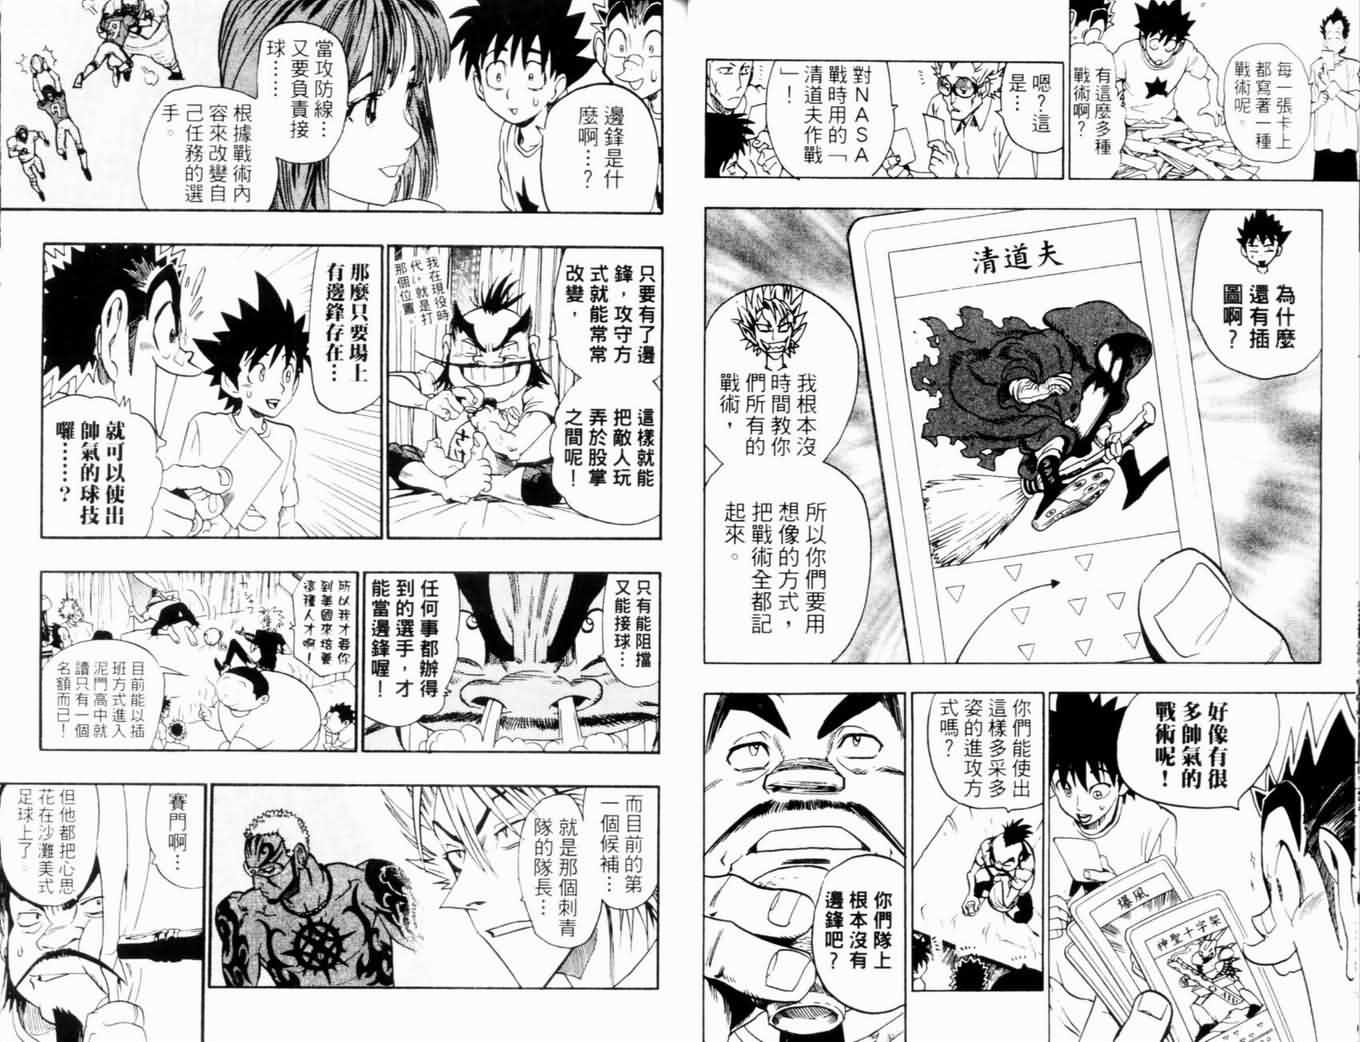 每一張卡上
都寫著一種
戰術呢。
有這麼多種
戰術啊？
嗯？這
是…
對NASA
戰時用的「
清道夫作戰
」！
為什麼
還有插
圖啊？
清道夫
我根本沒
時間教你
們所有的
戰術，
所以你們要用
想像的方式，
把戰術全都記
起來。
好像有很
多帥氣的
戰術呢！
爆風
神聖十字架
你們能使出
這樣多采多
姿的進攻方
式嗎？
你們隊上
根本沒有
邊鋒吧？
邊鋒是什
麼啊…？
當攻防線…
又要負責接
球…
根據戰術內
容來改變自
己任務的選
手。
只要有了邊
鋒，攻守方
式就能常常
改變，
這樣就能
把敵人玩
弄於股掌
之間呢！
我在現役時
代，就是打
那個位置。
那麼只要場上
有邊鋒存在…
就可以使出
帥氣的球技
囉……？
只有能阻擋
又能接球…
任何事都辦得
到的選手，才
能當邊鋒喔！
所以我才要你
到美國來培養
這種人才啊！
目前能以插
班方式進入
泥門高中就
讀只有一個
名額而已！
而目前的第
一個候補…
就是那個刺青
隊的隊長…
賽門啊…
但他都把心思
花在沙灘美式
足球上了。